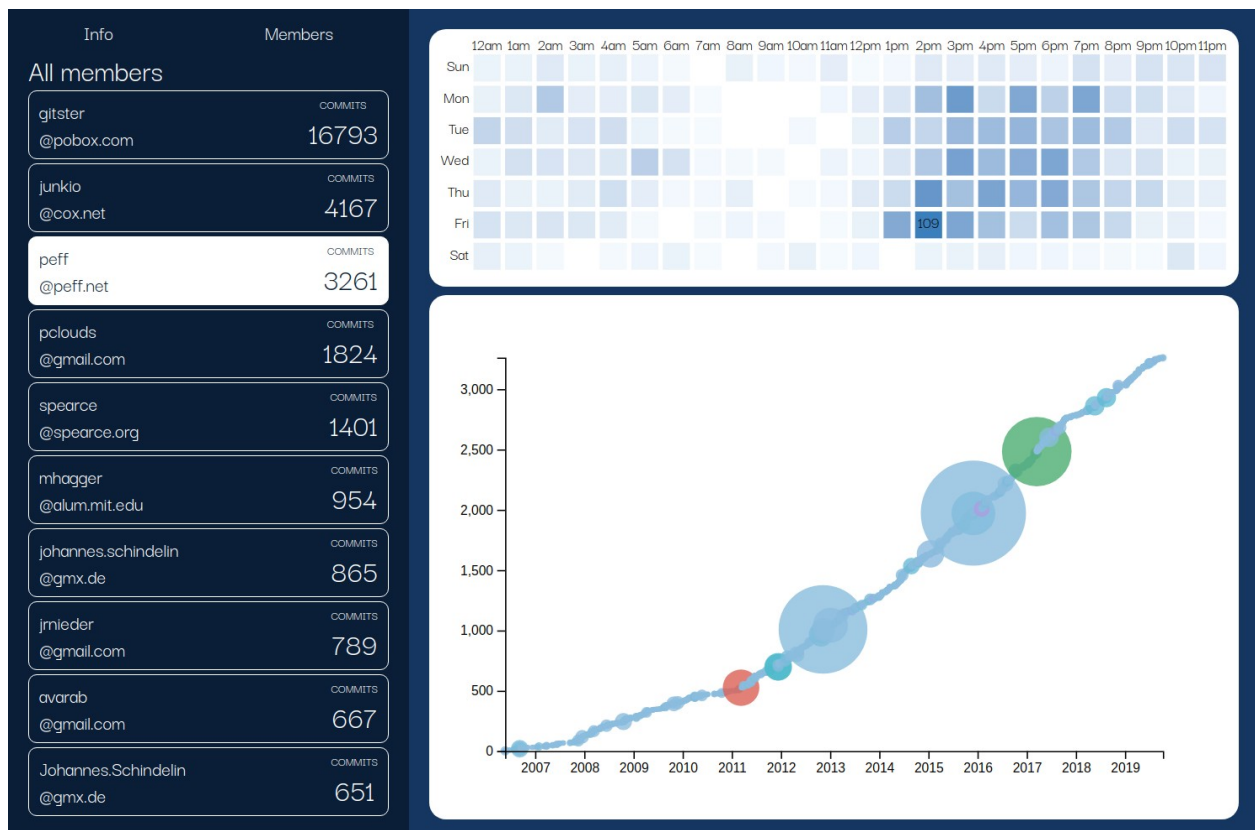 Info Members
All members
gitster COMMITS
@pobox.com 16793
junkio COMMITS
@cox.net 4167
peff COMMITS
@peff.net 3261
pclouds COMMITS
@gmail.com 1824
spearce COMMITS
@spearce.org 1401
mhagger COMMITS
@alum.mit.edu 954
johannes.schindelin COMMITS
@gmx.de 865
jrnieder COMMITS
@gmail.com 789
avarab COMMITS
@gmail.com 667
Johannes.Schindelin COMMITS
@gmx.de 651
12am 1am 2am 3am 4am 5am 6am 7am 8am 9am 10am 11am 12pm 1pm 2pm 3pm 4pm 5pm 6pm 7pm 8pm 9pm 10pm 11pm
Sun
Mon
Tue
Wed
Thu
Fri 109
Sat
3,000
2,500
2,000
1,500
1,000
500
0
2007 2008 2009 2010 2011 2012 2013 2014 2015 2016 2017 2018 2019